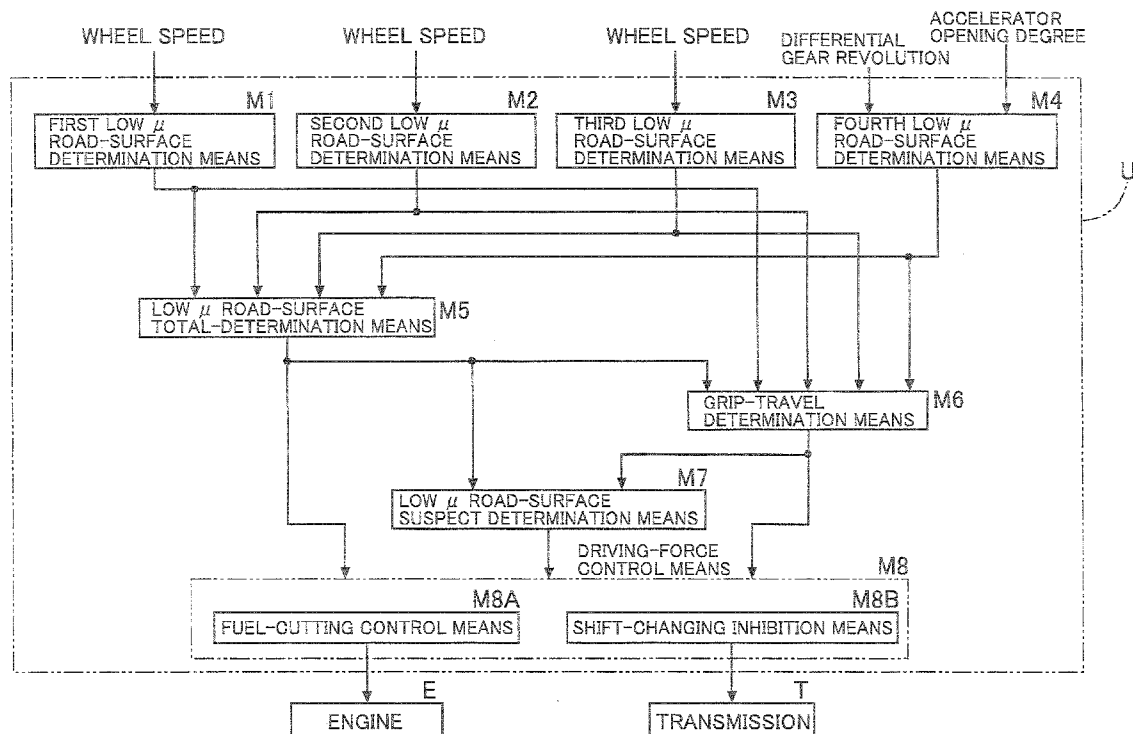 WHEEL SPEED
WHEEL SPEED
WHEEL SPEED
DIFFERENTIAL
GEAR REVOLUTION
ACCELERATOR
OPENING DEGREE
M1
FIRST LOW μ
ROAD-SURFACE
DETERMINATION MEANS
M2
SECOND LOW μ
ROAD-SURFACE
DETERMINATION MEANS
M3
THIRD LOW μ
ROAD-SURFACE
DETERMINATION MEANS
M4
FOURTH LOW μ
ROAD-SURFACE
DETERMINATION MEANS
U
LOW μ ROAD-SURFACE
TOTAL-DETERMINATION MEANS
M5
GRIP-TRAVEL
DETERMINATION MEANS
M6
M7
LOW μ ROAD-SURFACE
SUSPECT DETERMINATION MEANS
DRIVING-FORCE
CONTROL MEANS
M8
M8A
FUEL-CUTTING CONTROL MEANS
M8B
SHIFT-CHANGING INHIBITION MEANS
E
ENGINE
T
TRANSMISSION